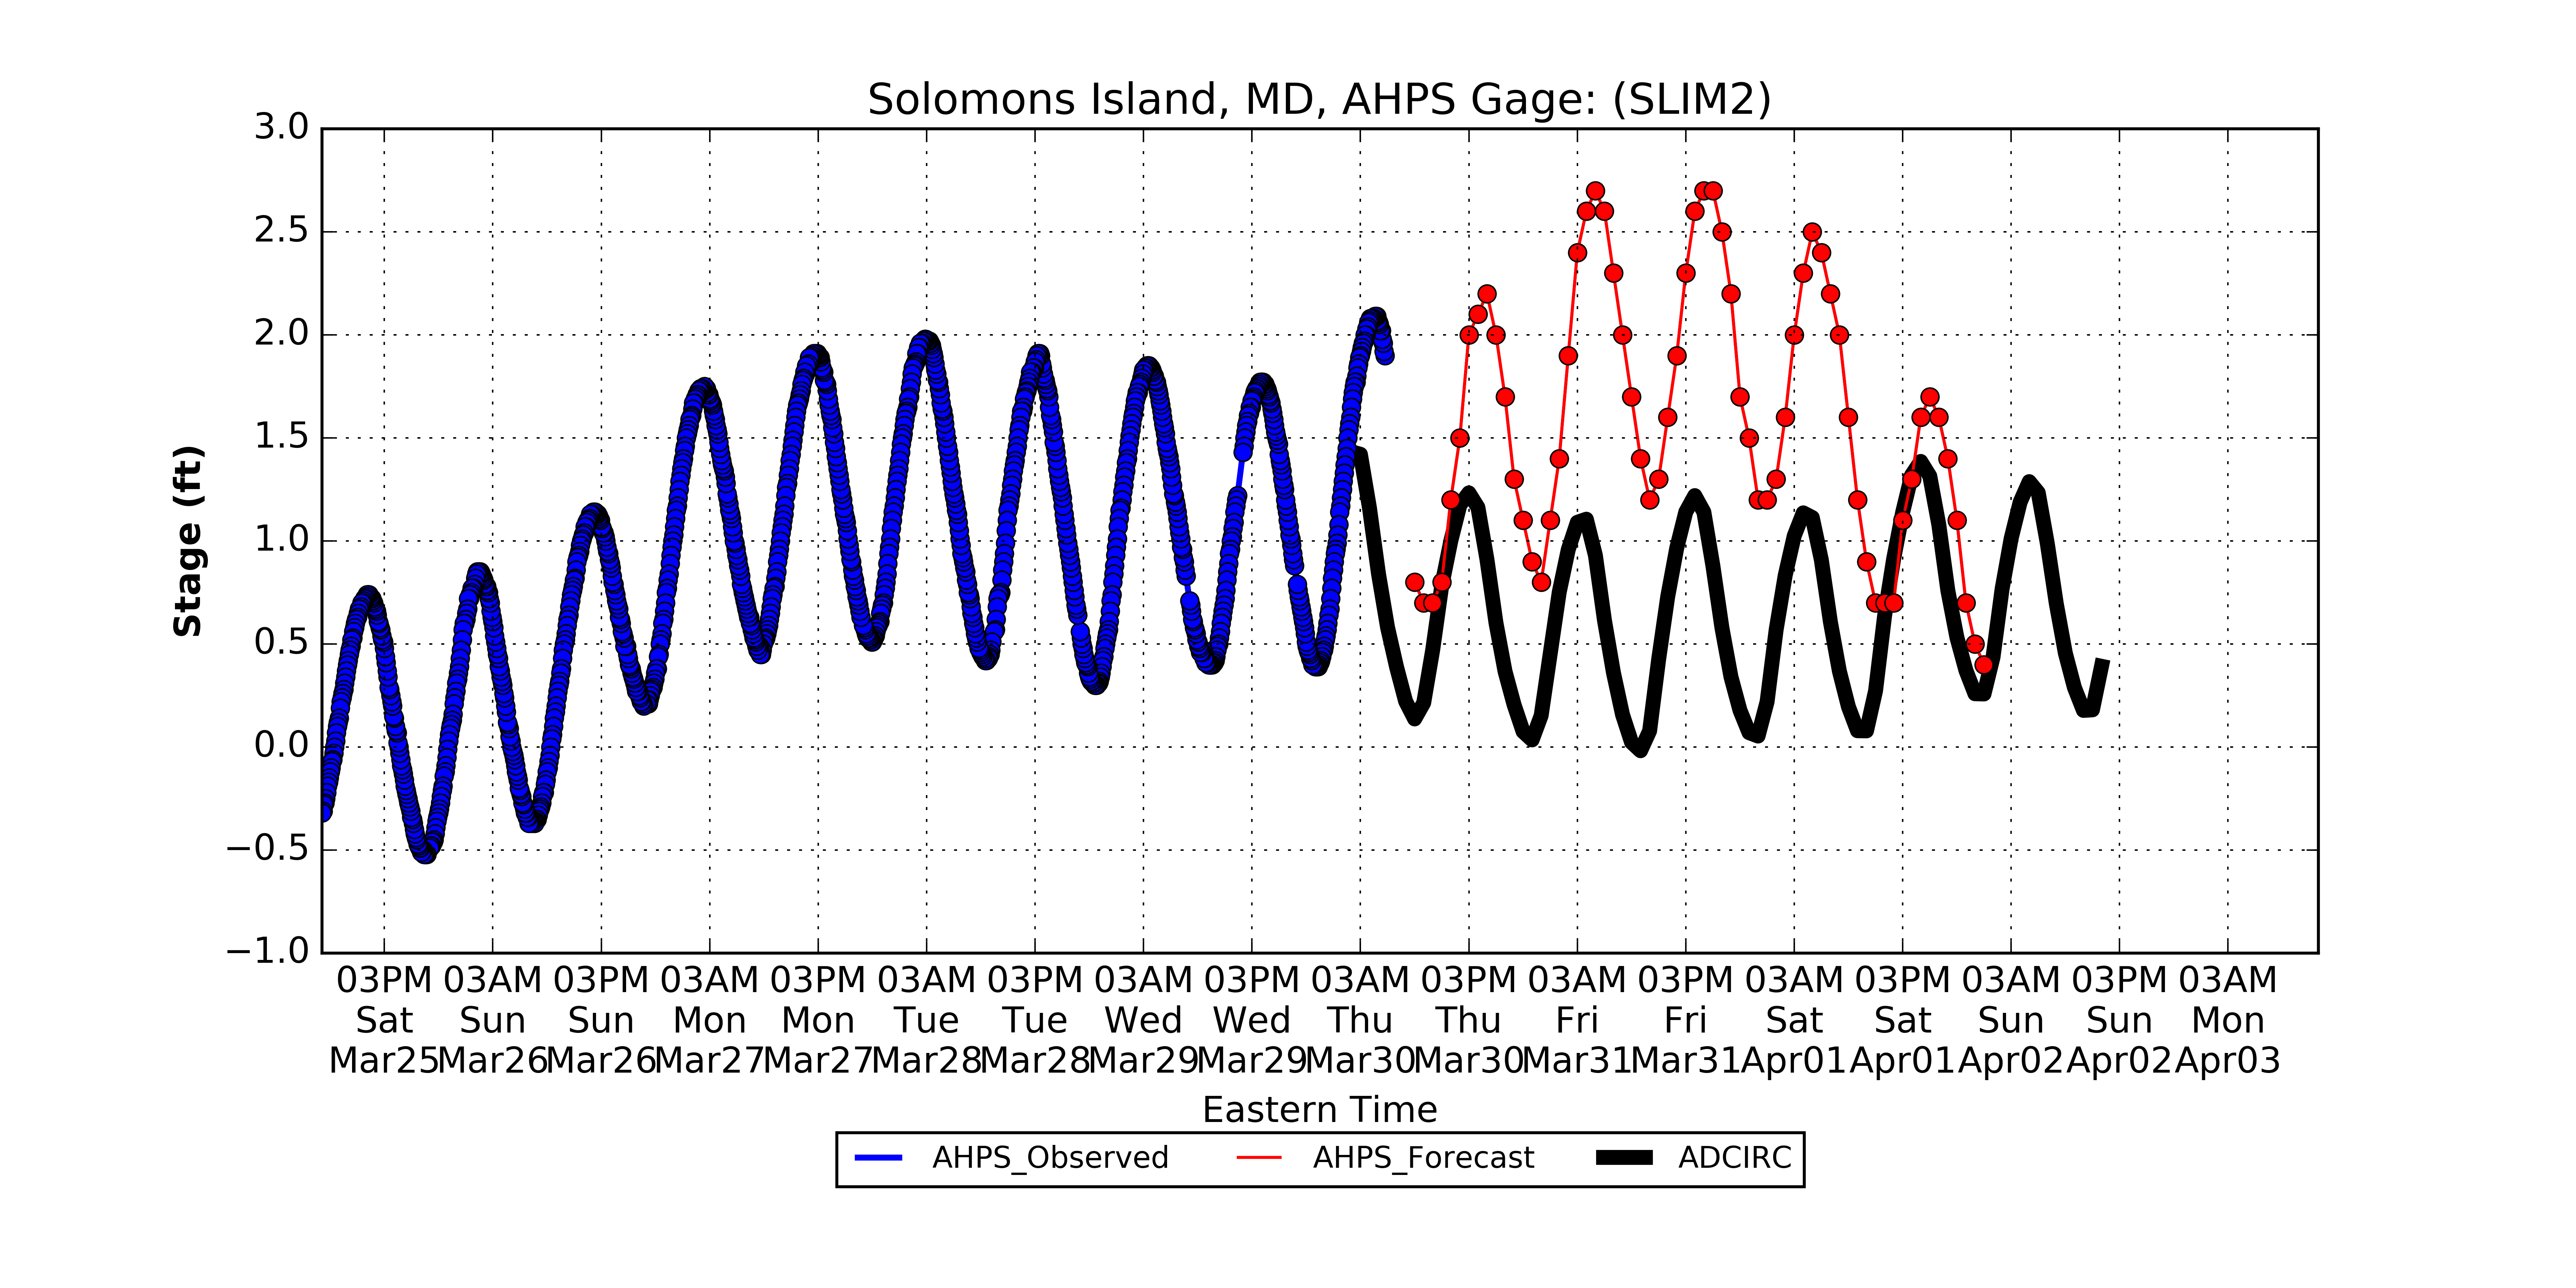 Solomons Island, MD, AHPS Gage: (SLIM2)
3.0
2.5
2.0
1.5
1.0
0.5
0.0
−0.5
−1.0
Stage (ft)
03PM 03AM 03PM 03AM 03PM 03AM 03PM 03AM 03PM 03AM 03PM 03AM 03PM 03AM 03PM 03AM 03PM 03AM
Sat Sun Sun Mon Mon Tue Tue Wed Wed Thu Thu Fri Fri Sat Sat Sun Sun Mon
Mar25 Mar26 Mar26 Mar27 Mar27 Mar28 Mar28 Mar29 Mar29 Mar30 Mar30 Mar31 Mar31 Apr01 Apr01 Apr02 Apr02 Apr03
Eastern Time
AHPS_Observed AHPS_Forecast ADCIRC